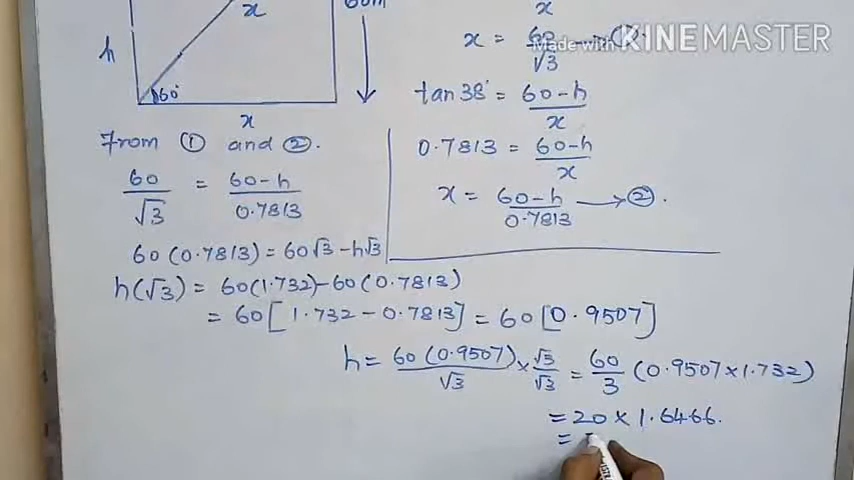 x
60m
h
60°
x
x
x = 60/√3 ⟶ ①.
Made with KINEMASTER
tan 38° = 60-h/x
0.7813 = 60-h/x
x = 60-h/0.7813 ⟶ ②.
From ① and ②.
60/√3 = 60-h/0.7813
60(0.7813) = 60√3 - h√3
h(√3) = 60(1.732) - 60(0.7813)
= 60[1.732 - 0.7813] = 60[0.9507]
h = 60(0.9507)/√3 × √3/√3 = 60/3 (0.9507×1.732)
= 20 × 1.6466.
=